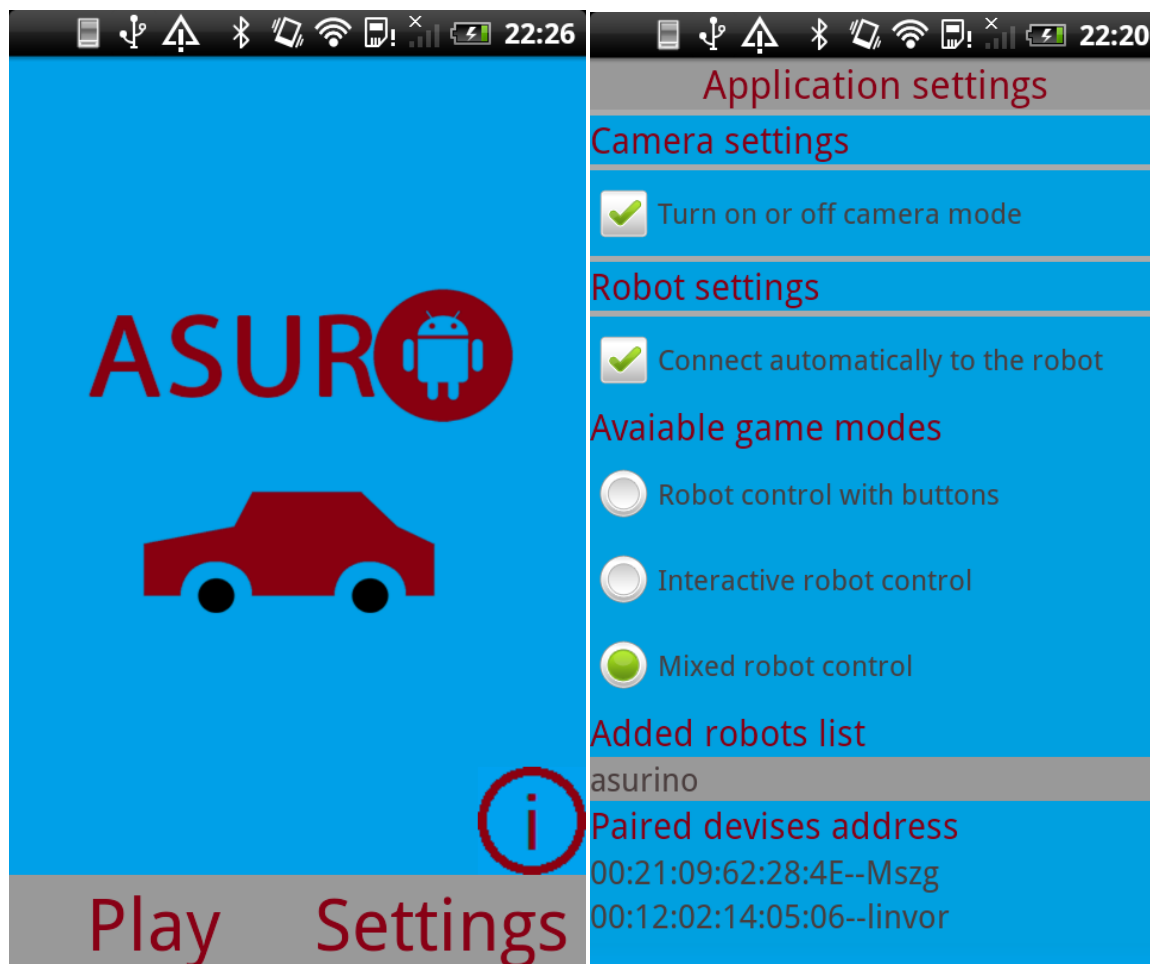 22:26
ASURO
i
Play Settings
22:20
Application settings
Camera settings
Turn on or off camera mode
Robot settings
Connect automatically to the robot
Avaiable game modes
Robot control with buttons
Interactive robot control
Mixed robot control
Added robots list
asurino
Paired devises address
00:21:09:62:28:4E--Mszg
00:12:02:14:05:06--linvor